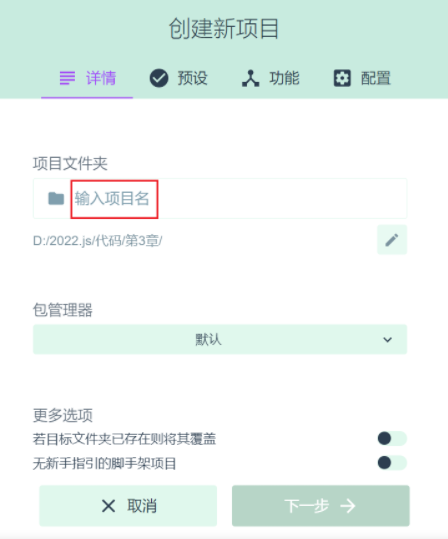 创建新项目
详情 预设 功能 配置
项目文件夹
输入项目名
D:/2022.js/代码/第3章/
包管理器
默认
更多选项
若目标文件夹已存在则将其覆盖
无新手指引的脚手架项目
取消 下一步